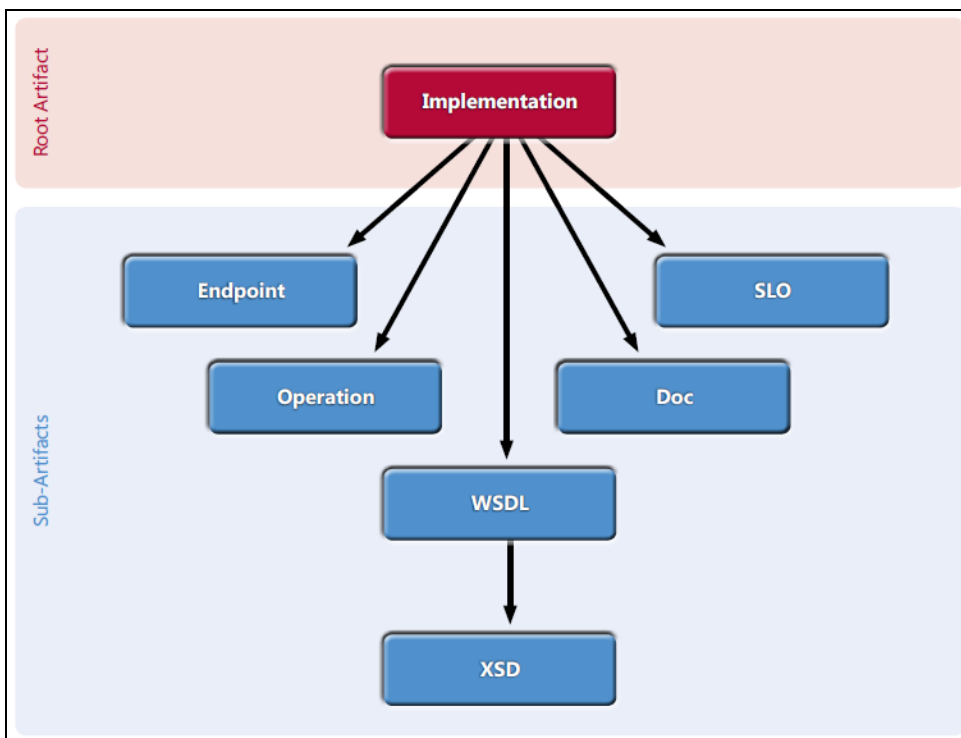 Root Artifact
Implementation
Sub-Artifacts
Endpoint
SLO
Operation
Doc
WSDL
XSD